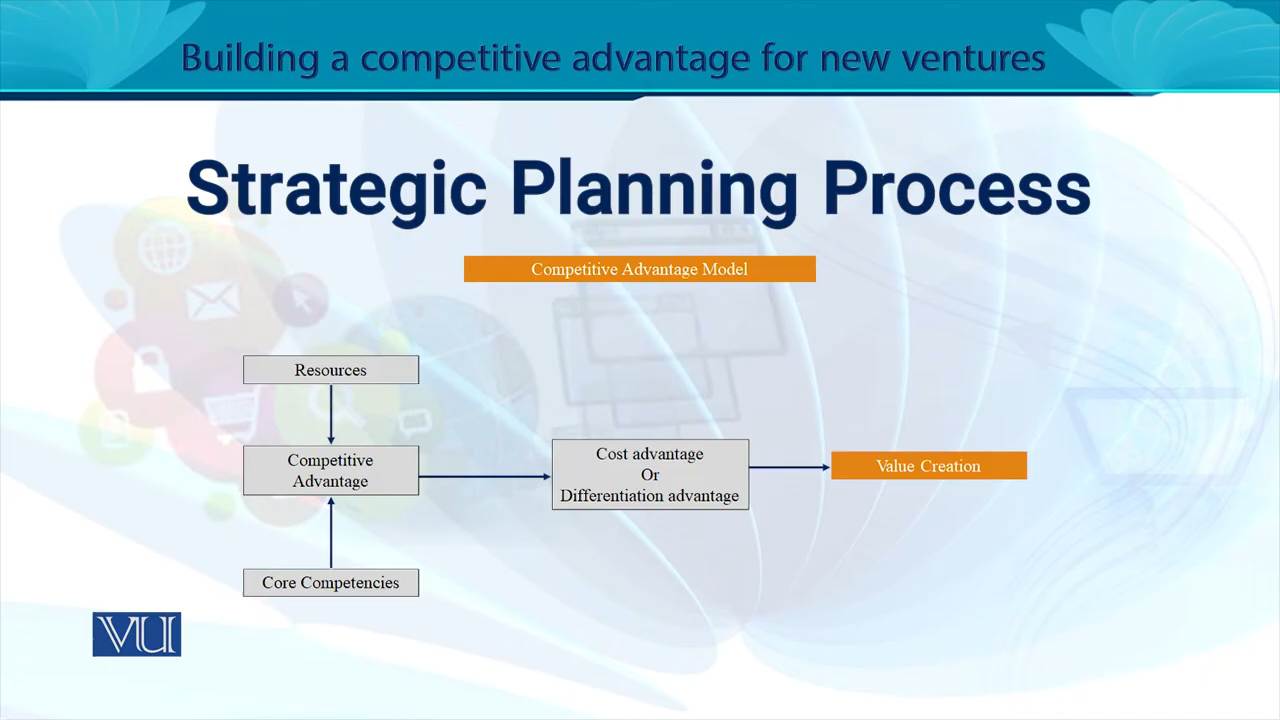 Building a competitive advantage for new ventures
Strategic Planning Process
Competitive Advantage Model
Resources
Competitive
Advantage
Cost advantage
Or
Differentiation advantage
Value Creation
Core Competencies
VU